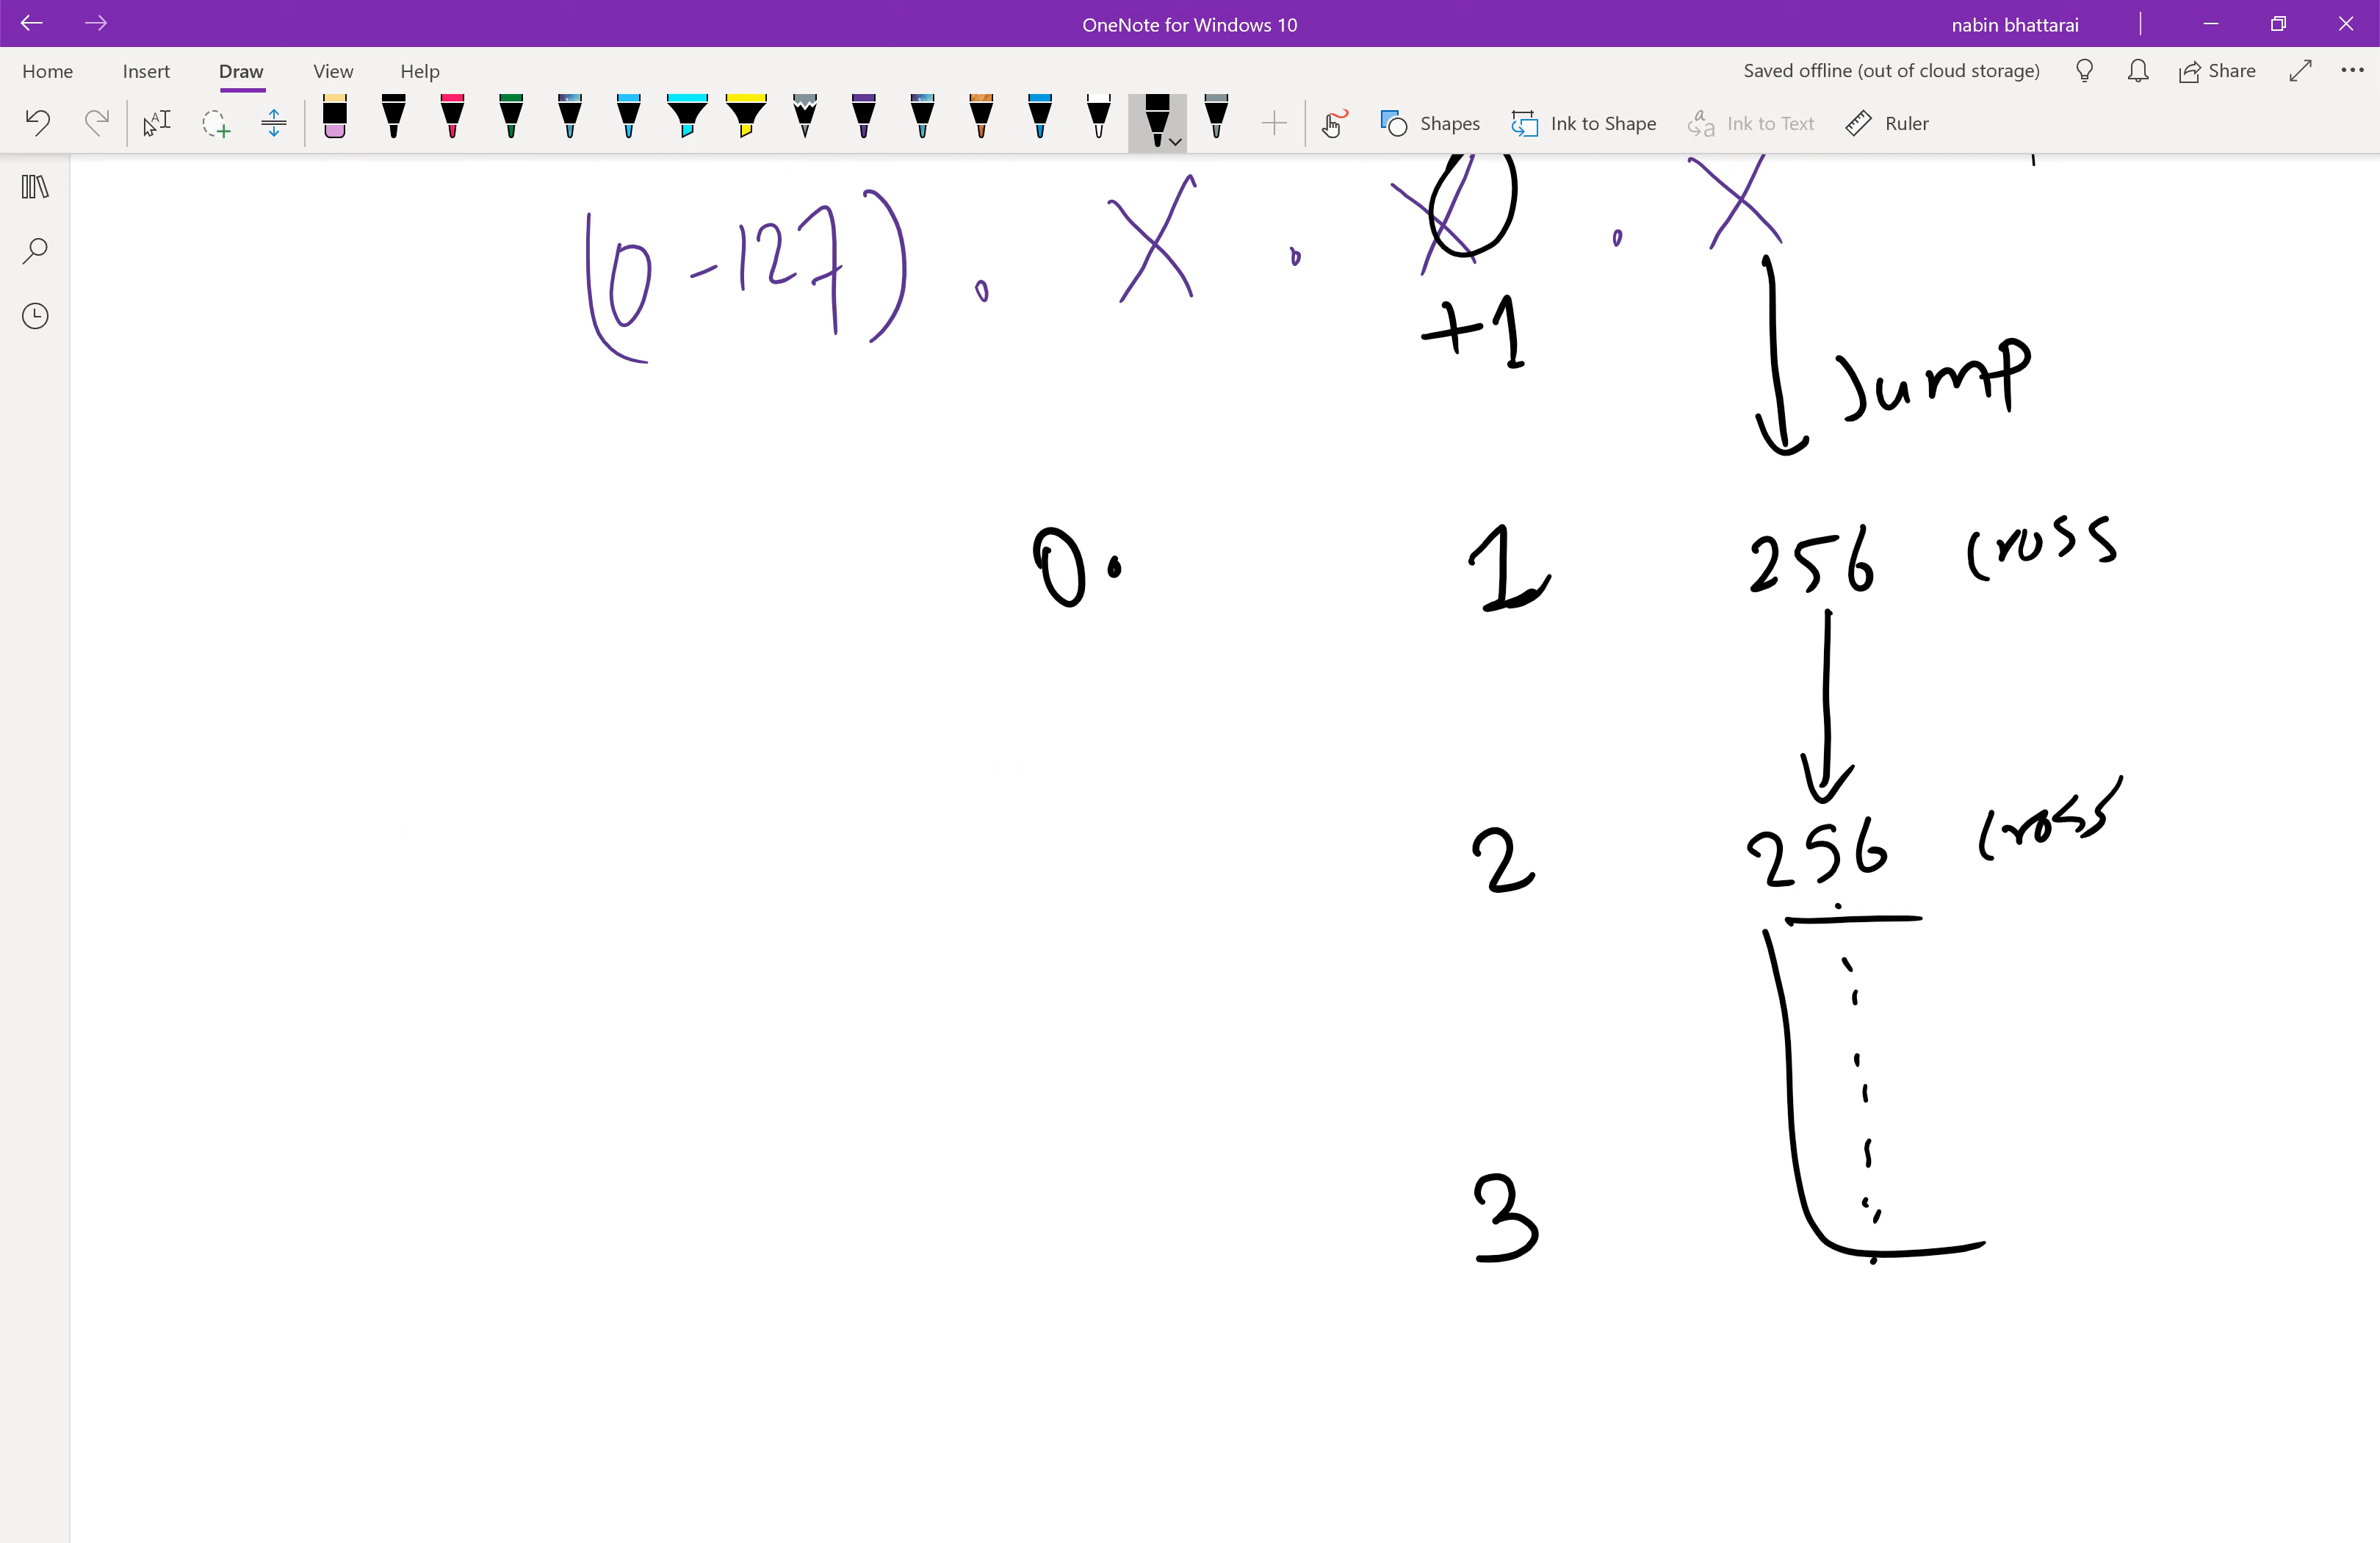 OneNote for Windows 10 nabin bhattarai
Home Insert Draw View Help Saved offline (out of cloud storage) Share
Shapes Ink to Shape Ink to Text Ruler
(0-127) . X . X . X
0
+1
Jump
0. 1 256 cross
2 256 cross
3